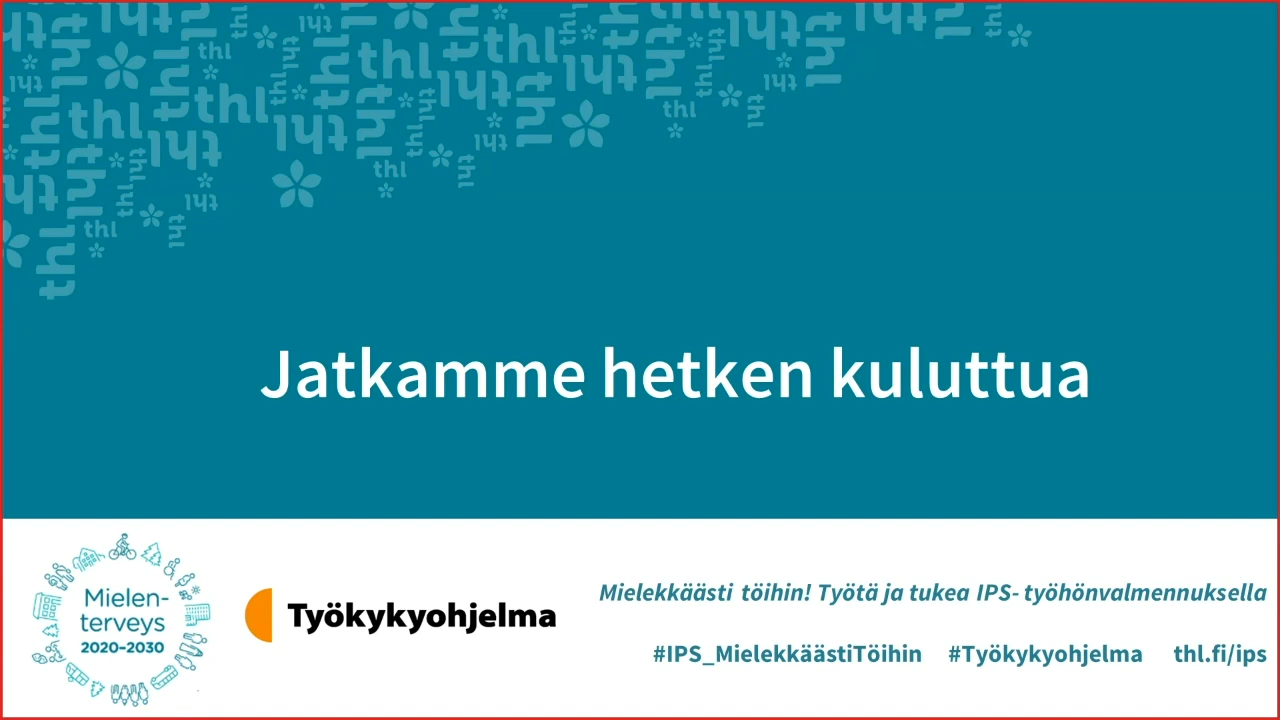 Jatkamme hetken kuluttua
Mielen-
terveys
2020–2030
Työkykyohjelma
Mielekkäästi töihin! Työtä ja tukea IPS- työhönvalmennuksella
#IPS_MielekkäästiTöihin #Työkykyohjelma thl.fi/ips
thl